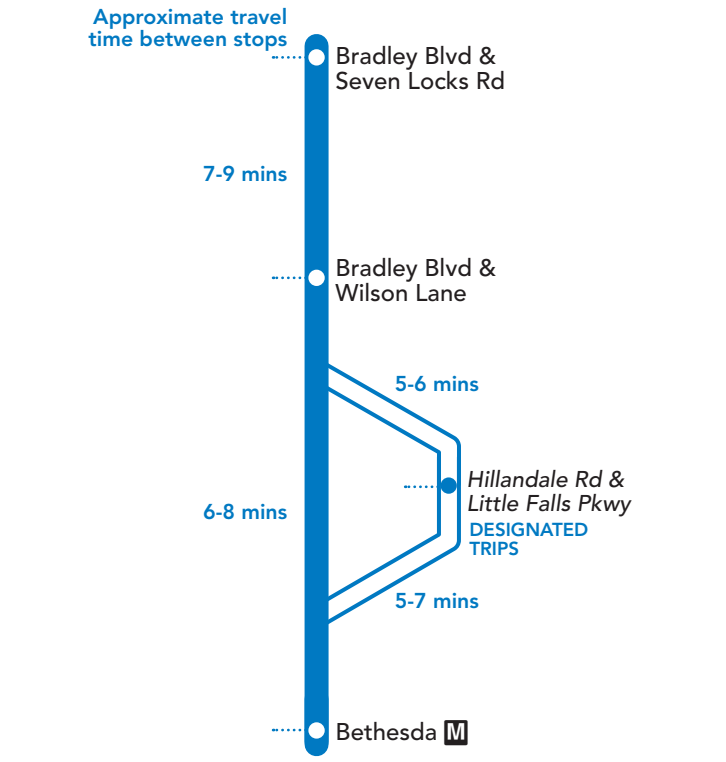 Approximate travel
time between stops
Bradley Blvd &
Seven Locks Rd
7-9 mins
Bradley Blvd &
Wilson Lane
5-6 mins
Hillandale Rd &
Little Falls Pkwy
DESIGNATED
TRIPS
6-8 mins
5-7 mins
Bethesda M